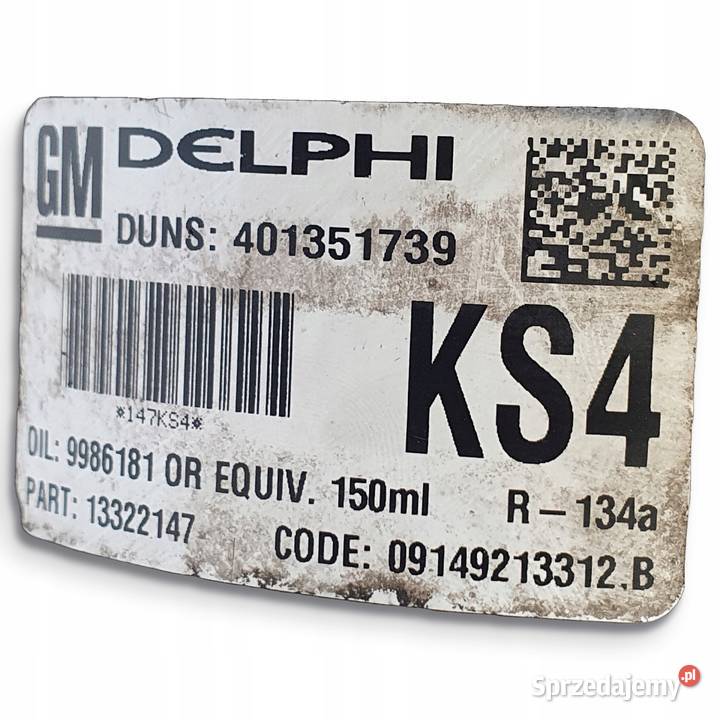 GM DELPHI
DUNS: 401351739
*147KS4*
KS4
OIL: 9986181 OR EQUIV. 150ml R-134a
PART: 13322147 CODE: 09149213312.B
Sprzedajemy.pl